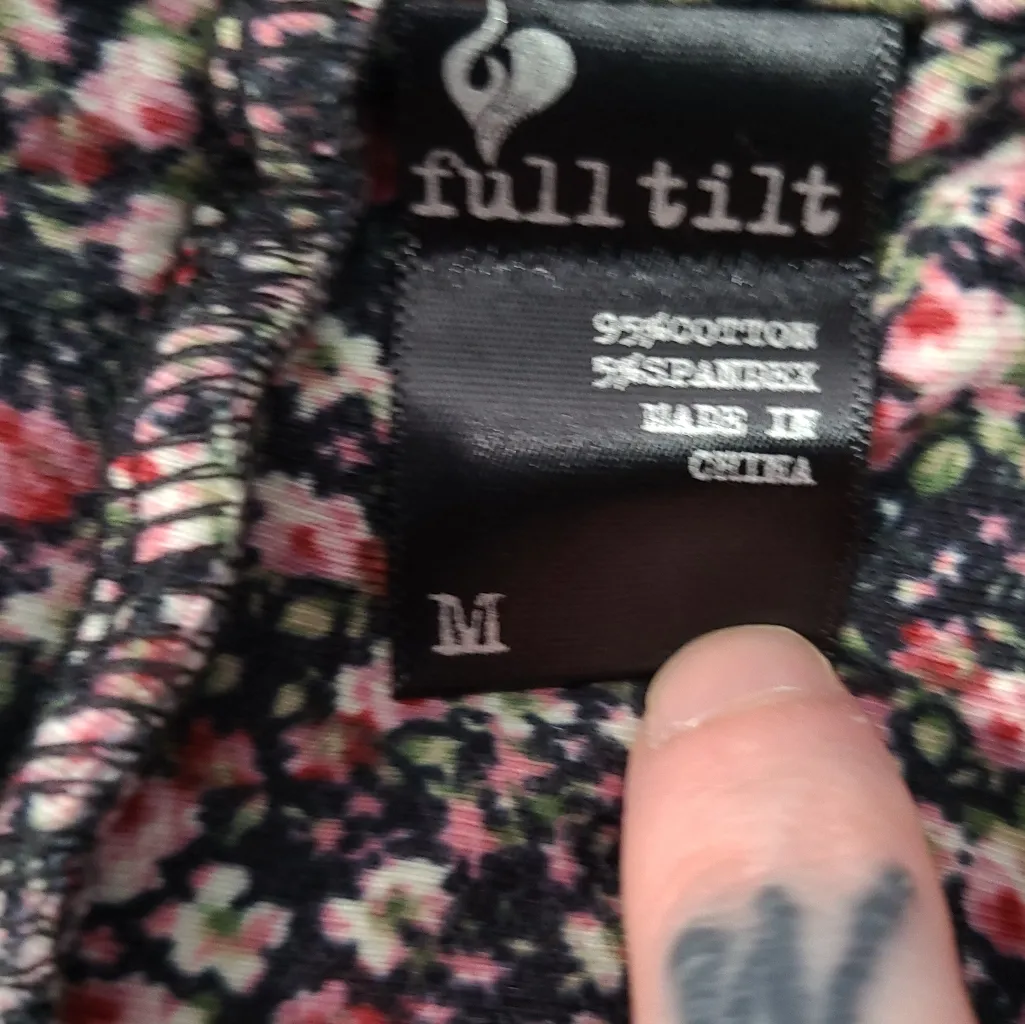 full tilt
95%COTTON
5%SPANDEX
MADE IN
CHINA
M